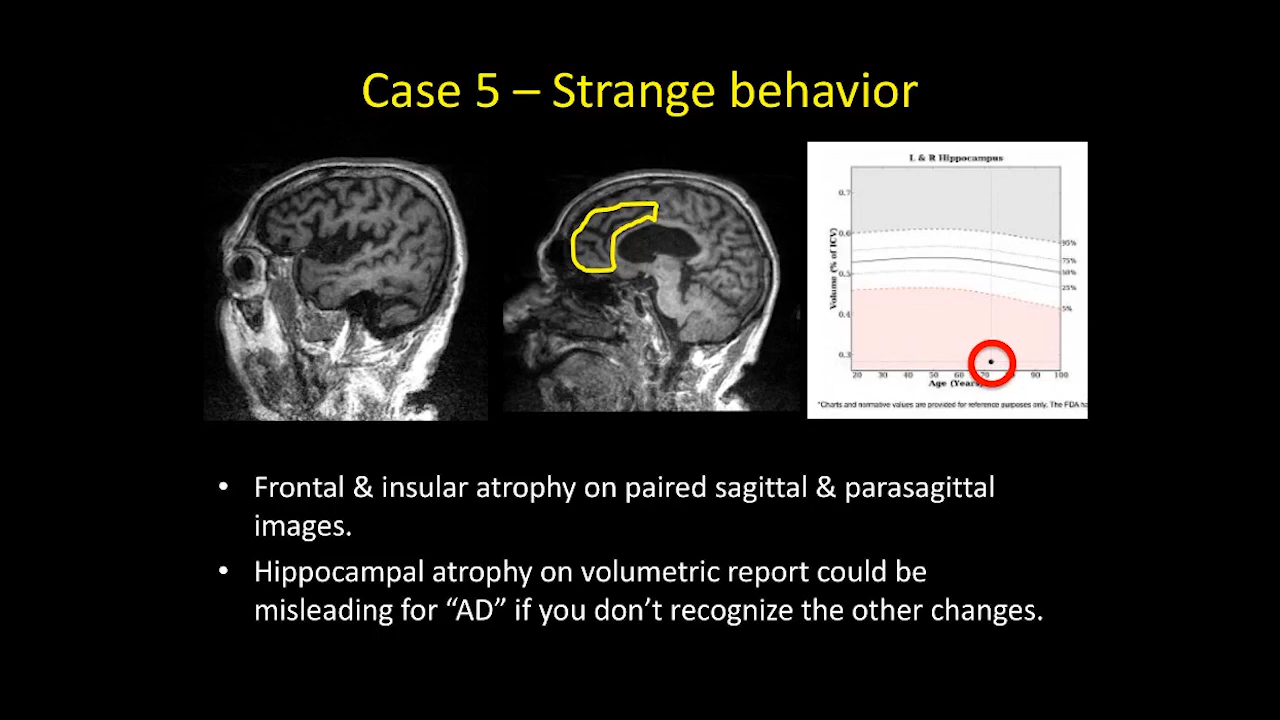 Case 5 – Strange behavior
L & R Hippocampus
Volume (% of ICV)
0.7
0.6
0.5
0.4
0.3
95%
75%
50%
25%
5%
20 30 40 50 60 70 80 90 100
Age (Years)
*Charts and normative values are provided for reference purposes only. The FDA ha
• Frontal & insular atrophy on paired sagittal & parasagittal
images.
• Hippocampal atrophy on volumetric report could be
misleading for “AD” if you don’t recognize the other changes.